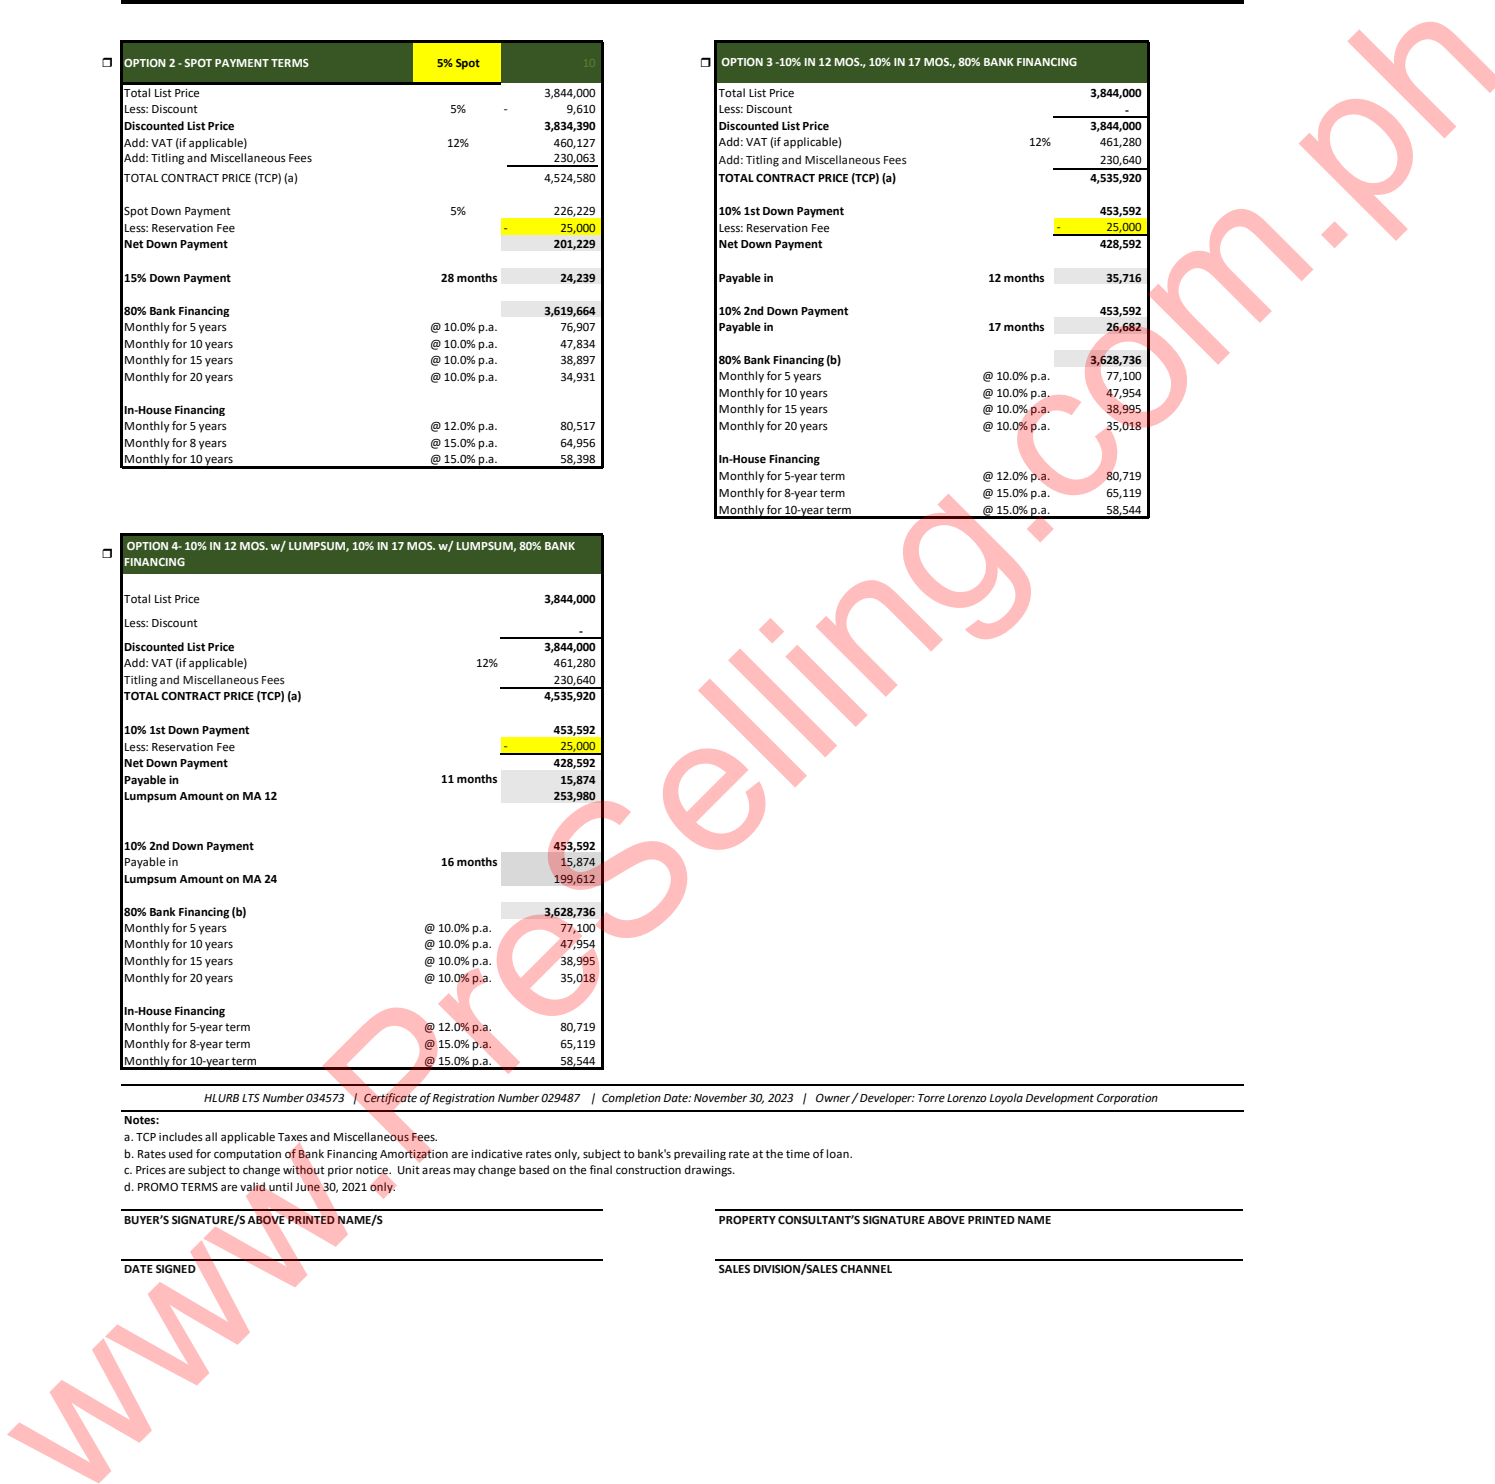 OPTION 2 - SPOT PAYMENT TERMS 5% Spot 10
Total List Price 3,844,000
Less: Discount 5% - 9,610
Discounted List Price 3,834,390
Add: VAT (if applicable) 12% 460,127
Add: Titling and Miscellaneous Fees 230,063
TOTAL CONTRACT PRICE (TCP) (a) 4,524,580
Spot Down Payment 5% 226,229
Less: Reservation Fee - 25,000
Net Down Payment 201,229
15% Down Payment 28 months 24,239
80% Bank Financing 3,619,664
Monthly for 5 years @ 10.0% p.a. 76,907
Monthly for 10 years @ 10.0% p.a. 47,834
Monthly for 15 years @ 10.0% p.a. 38,897
Monthly for 20 years @ 10.0% p.a. 34,931
In-House Financing
Monthly for 5 years @ 12.0% p.a. 80,517
Monthly for 8 years @ 15.0% p.a. 64,956
Monthly for 10 years @ 15.0% p.a. 58,398
OPTION 3 -10% IN 12 MOS., 10% IN 17 MOS., 80% BANK FINANCING
Total List Price 3,844,000
Less: Discount -
Discounted List Price 3,844,000
Add: VAT (if applicable) 12% 461,280
Add: Titling and Miscellaneous Fees 230,640
TOTAL CONTRACT PRICE (TCP) (a) 4,535,920
10% 1st Down Payment 453,592
Less: Reservation Fee - 25,000
Net Down Payment 428,592
Payable in 12 months 35,716
10% 2nd Down Payment 453,592
Payable in 17 months 26,682
80% Bank Financing (b) 3,628,736
Monthly for 5 years @ 10.0% p.a. 77,100
Monthly for 10 years @ 10.0% p.a. 47,954
Monthly for 15 years @ 10.0% p.a. 38,995
Monthly for 20 years @ 10.0% p.a. 35,018
In-House Financing
Monthly for 5-year term @ 12.0% p.a. 80,719
Monthly for 8-year term @ 15.0% p.a. 65,119
Monthly for 10-year term @ 15.0% p.a. 58,544
OPTION 4- 10% IN 12 MOS. w/ LUMPSUM, 10% IN 17 MOS. w/ LUMPSUM, 80% BANK
FINANCING
Total List Price 3,844,000
Less: Discount -
Discounted List Price 3,844,000
Add: VAT (if applicable) 12% 461,280
Titling and Miscellaneous Fees 230,640
TOTAL CONTRACT PRICE (TCP) (a) 4,535,920
10% 1st Down Payment 453,592
Less: Reservation Fee - 25,000
Net Down Payment 428,592
Payable in 11 months 15,874
Lumpsum Amount on MA 12 253,980
10% 2nd Down Payment 453,592
Payable in 16 months 15,874
Lumpsum Amount on MA 24 199,612
80% Bank Financing (b) 3,628,736
Monthly for 5 years @ 10.0% p.a. 77,100
Monthly for 10 years @ 10.0% p.a. 47,954
Monthly for 15 years @ 10.0% p.a. 38,995
Monthly for 20 years @ 10.0% p.a. 35,018
In-House Financing
Monthly for 5-year term @ 12.0% p.a. 80,719
Monthly for 8-year term @ 15.0% p.a. 65,119
Monthly for 10-year term @ 15.0% p.a. 58,544
HLURB LTS Number 034573 | Certificate of Registration Number 029487 | Completion Date: November 30, 2023 | Owner / Developer: Torre Lorenzo Loyola Development Corporation
Notes:
a. TCP includes all applicable Taxes and Miscellaneous Fees.
b. Rates used for computation of Bank Financing Amortization are indicative rates only, subject to bank's prevailing rate at the time of loan.
c. Prices are subject to change without prior notice. Unit areas may change based on the final construction drawings.
d. PROMO TERMS are valid until June 30, 2021 only.
BUYER'S SIGNATURE/S ABOVE PRINTED NAME/S
PROPERTY CONSULTANT'S SIGNATURE ABOVE PRINTED NAME
DATE SIGNED
SALES DIVISION/SALES CHANNEL
www.PreSelling.com.ph